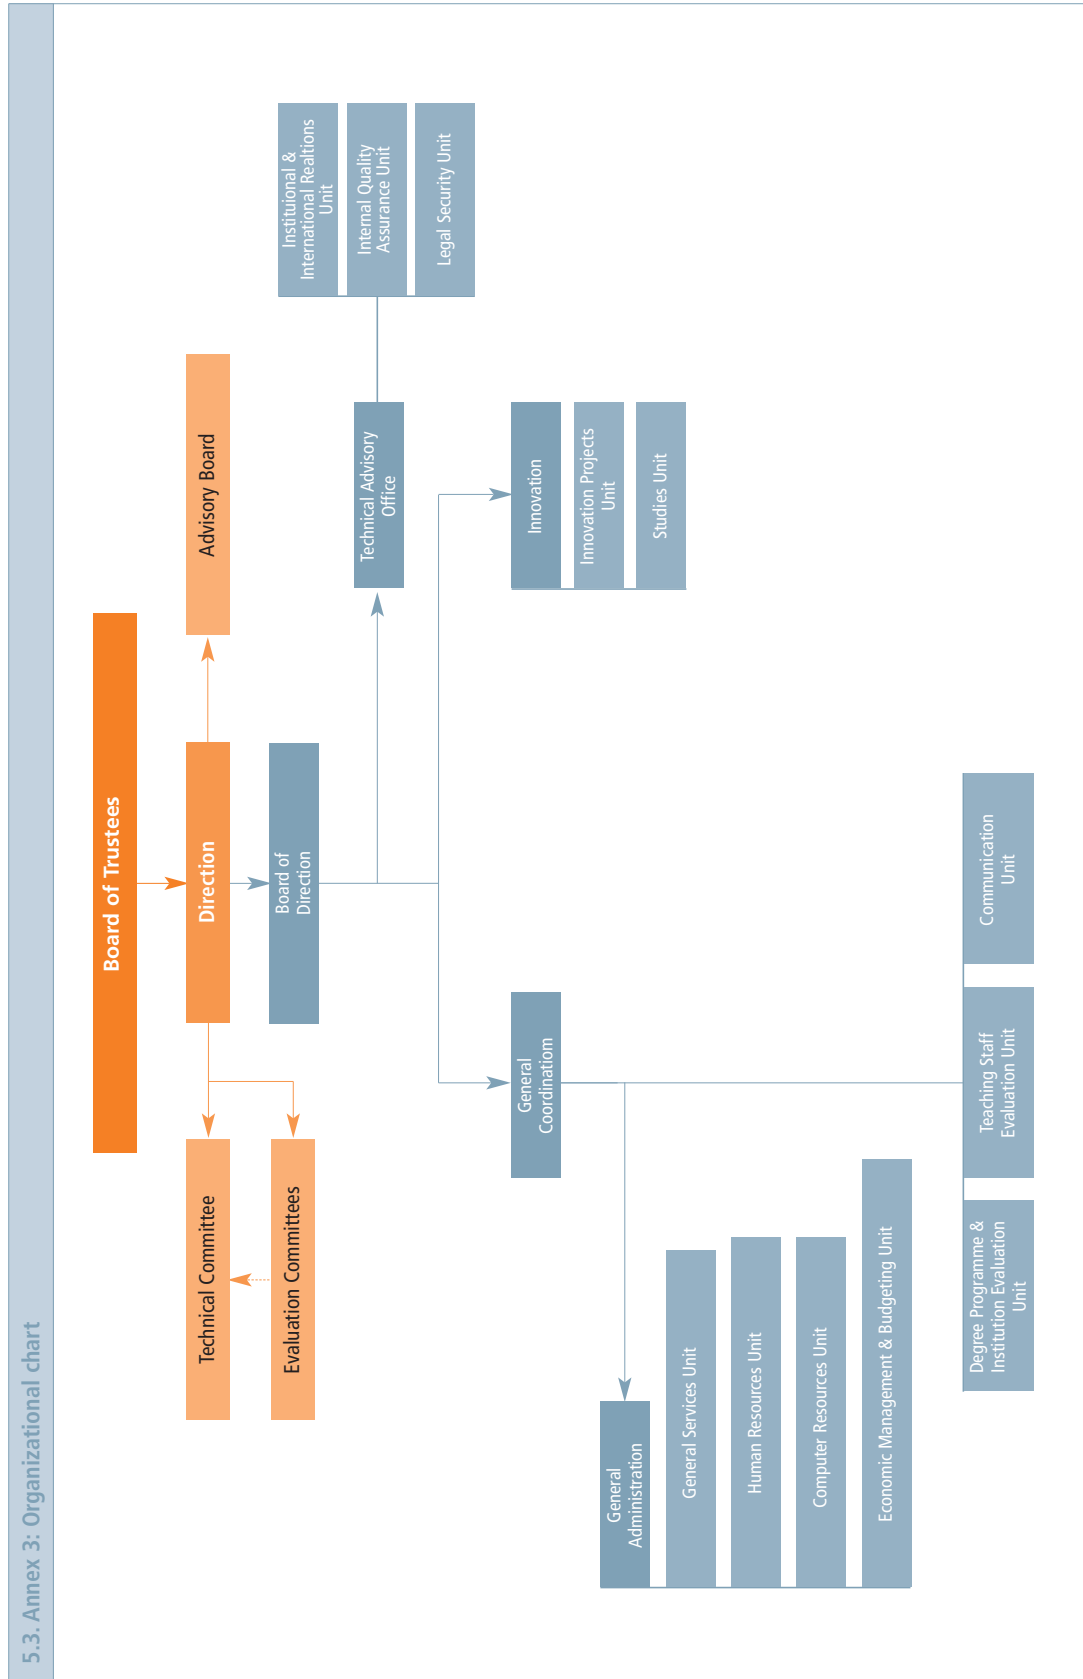 5.3. Annex 3: Organizational chart
Board of Trustees
Technical Committee
Direction
Advisory Board
Evaluation Committees
Board of
Direction
Instituional &
International Realtions
Unit
Technical Advisory
Office
Internal Quality
Assurance Unit
Legal Security Unit
General
Coordinatiom
Innovation
Innovation Projects
Unit
Studies Unit
General
Administration
General Services Unit
Human Resources Unit
Computer Resources Unit
Economic Management & Budgeting Unit
Degree Programme &
Institution Evaluation
Unit
Teaching Staff
Evaluation Unit
Communication
Unit